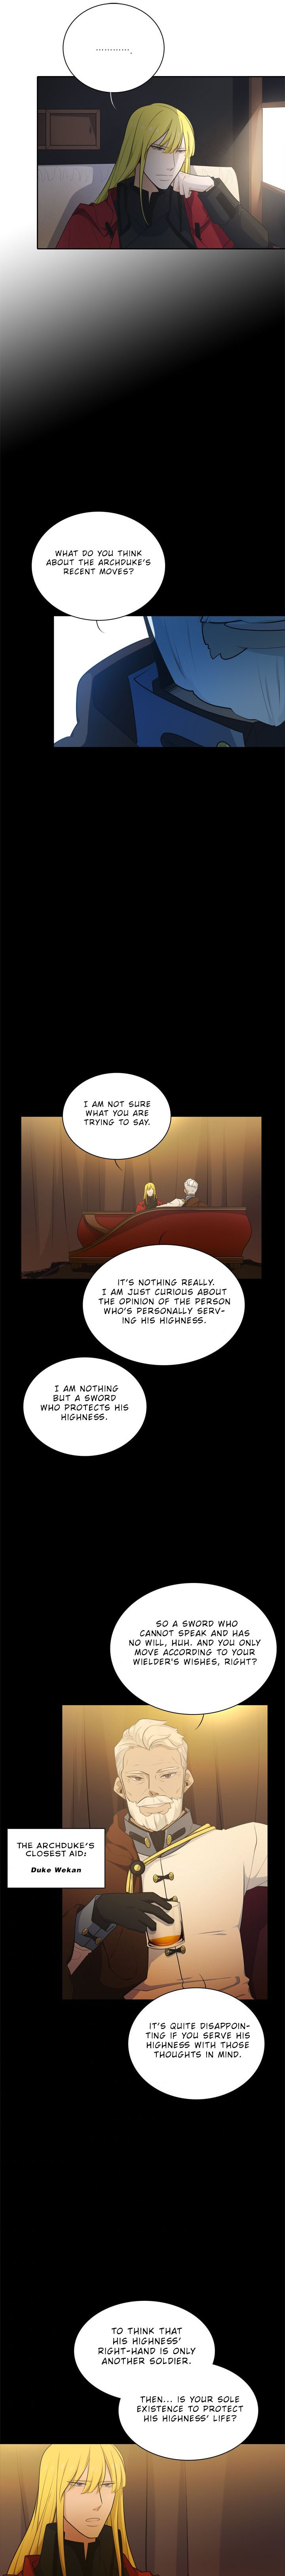 ............
WHAT DO YOU THINK
ABOUT THE ARCHDUKE'S
RECENT MOVES?
I AM NOT SURE
WHAT YOU ARE
TRYING TO SAY.
IT'S NOTHING REALLY.
I AM JUST CURIOUS ABOUT
THE OPINION OF THE PERSON
WHO'S PERSONALLY SERV-
ING HIS HIGHNESS.
I AM NOTHING
BUT A SWORD
WHO PROTECTS HIS
HIGHNESS.
SO A SWORD WHO
CANNOT SPEAK AND HAS
NO WILL, HUH. AND YOU ONLY
MOVE ACCORDING TO YOUR
WIELDER'S WISHES, RIGHT?
THE ARCHDUKE'S
CLOSEST AID:
Duke Wekan
IT'S QUITE DISAPPOIN-
TING IF YOU SERVE HIS
HIGHNESS WITH THOSE
THOUGHTS IN MIND.
TO THINK THAT
HIS HIGHNESS'
RIGHT-HAND IS ONLY
ANOTHER SOLDIER.
THEN... IS YOUR SOLE
EXISTENCE TO PROTECT
HIS HIGHNESS' LIFE?